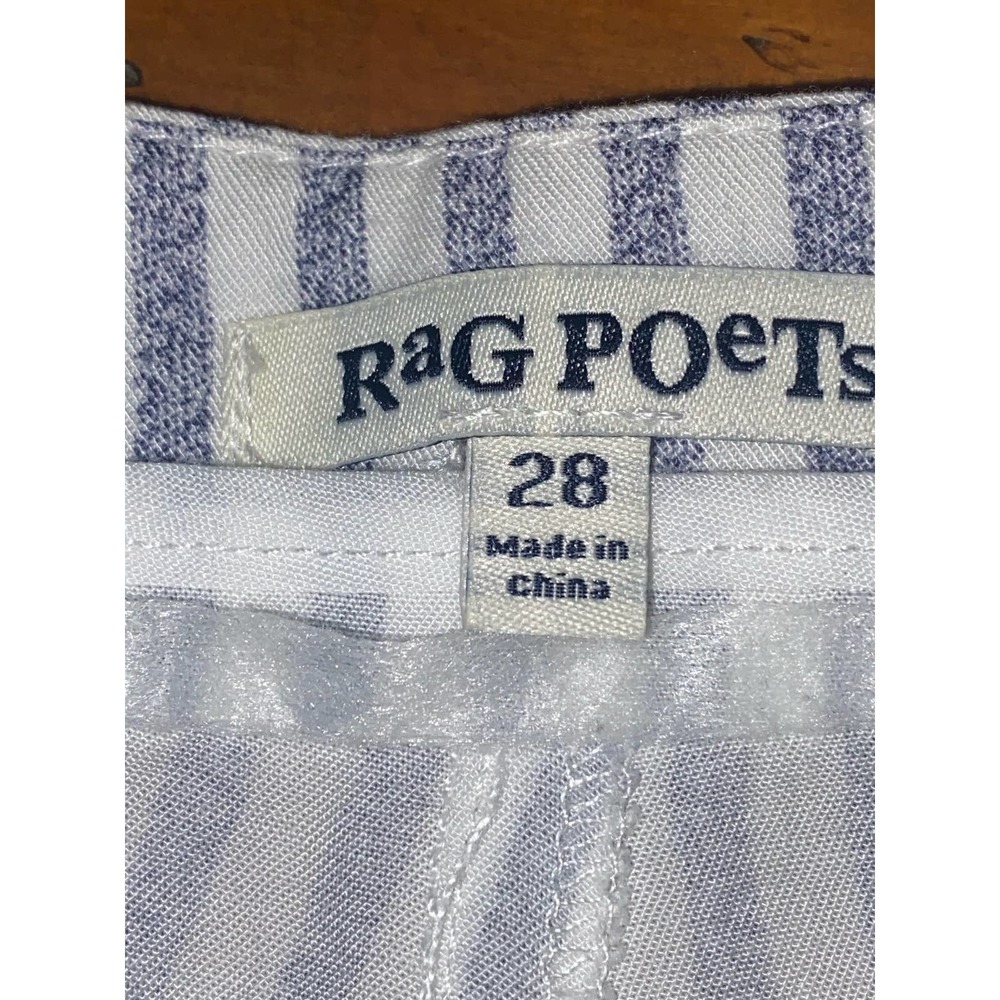 RaG POeTs
28
Made in
China